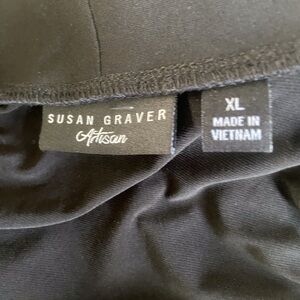 SUSAN GRAVER
Artisan
XL
MADE IN
VIETNAM